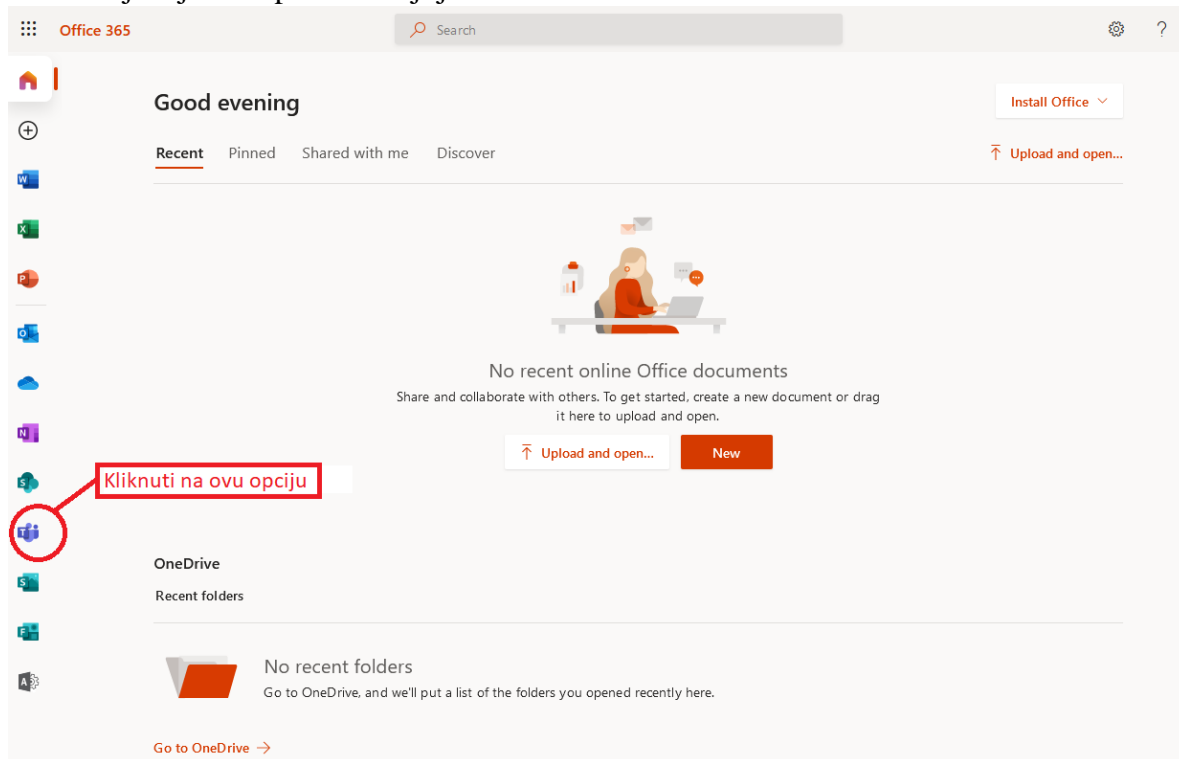 Office 365
Search
?
Good evening
Install Office
Recent Pinned Shared with me Discover
Upload and open...
No recent online Office documents
Share and collaborate with others. To get started, create a new document or drag
it here to upload and open.
Upload and open...
New
Kliknuti na ovu opciju
OneDrive
Recent folders
No recent folders
Go to OneDrive, and we'll put a list of the folders you opened recently here.
Go to OneDrive